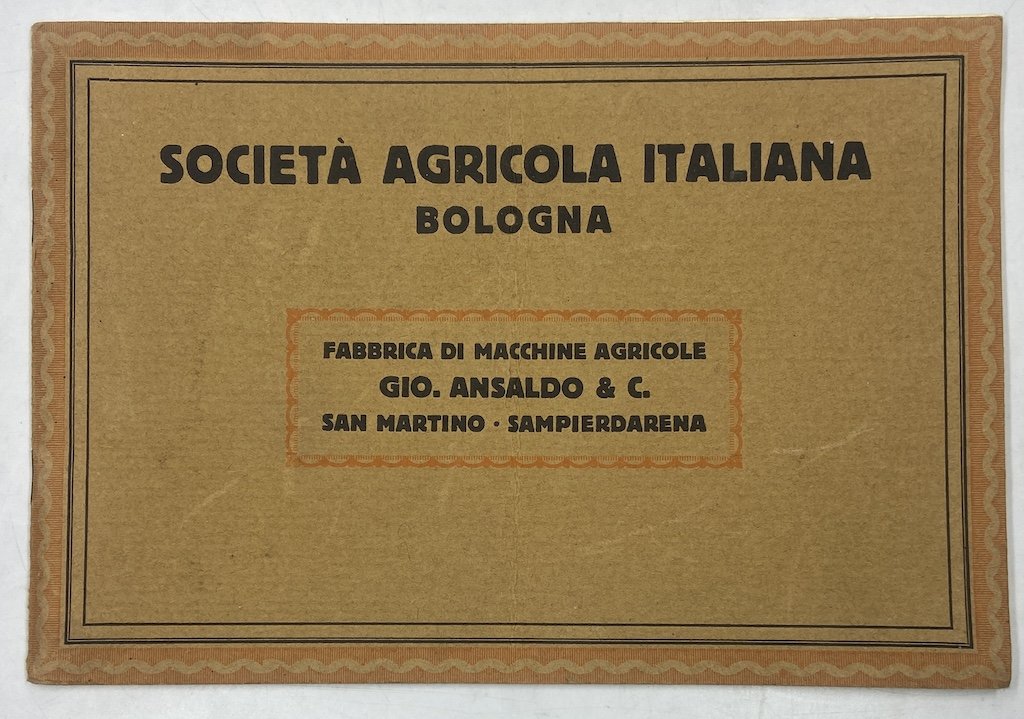 SOCIETÀ AGRICOLA ITALIANA
BOLOGNA
FABBRICA DI MACCHINE AGRICOLE
GIO. ANSALDO & C.
SAN MARTINO · SAMPIERDARENA